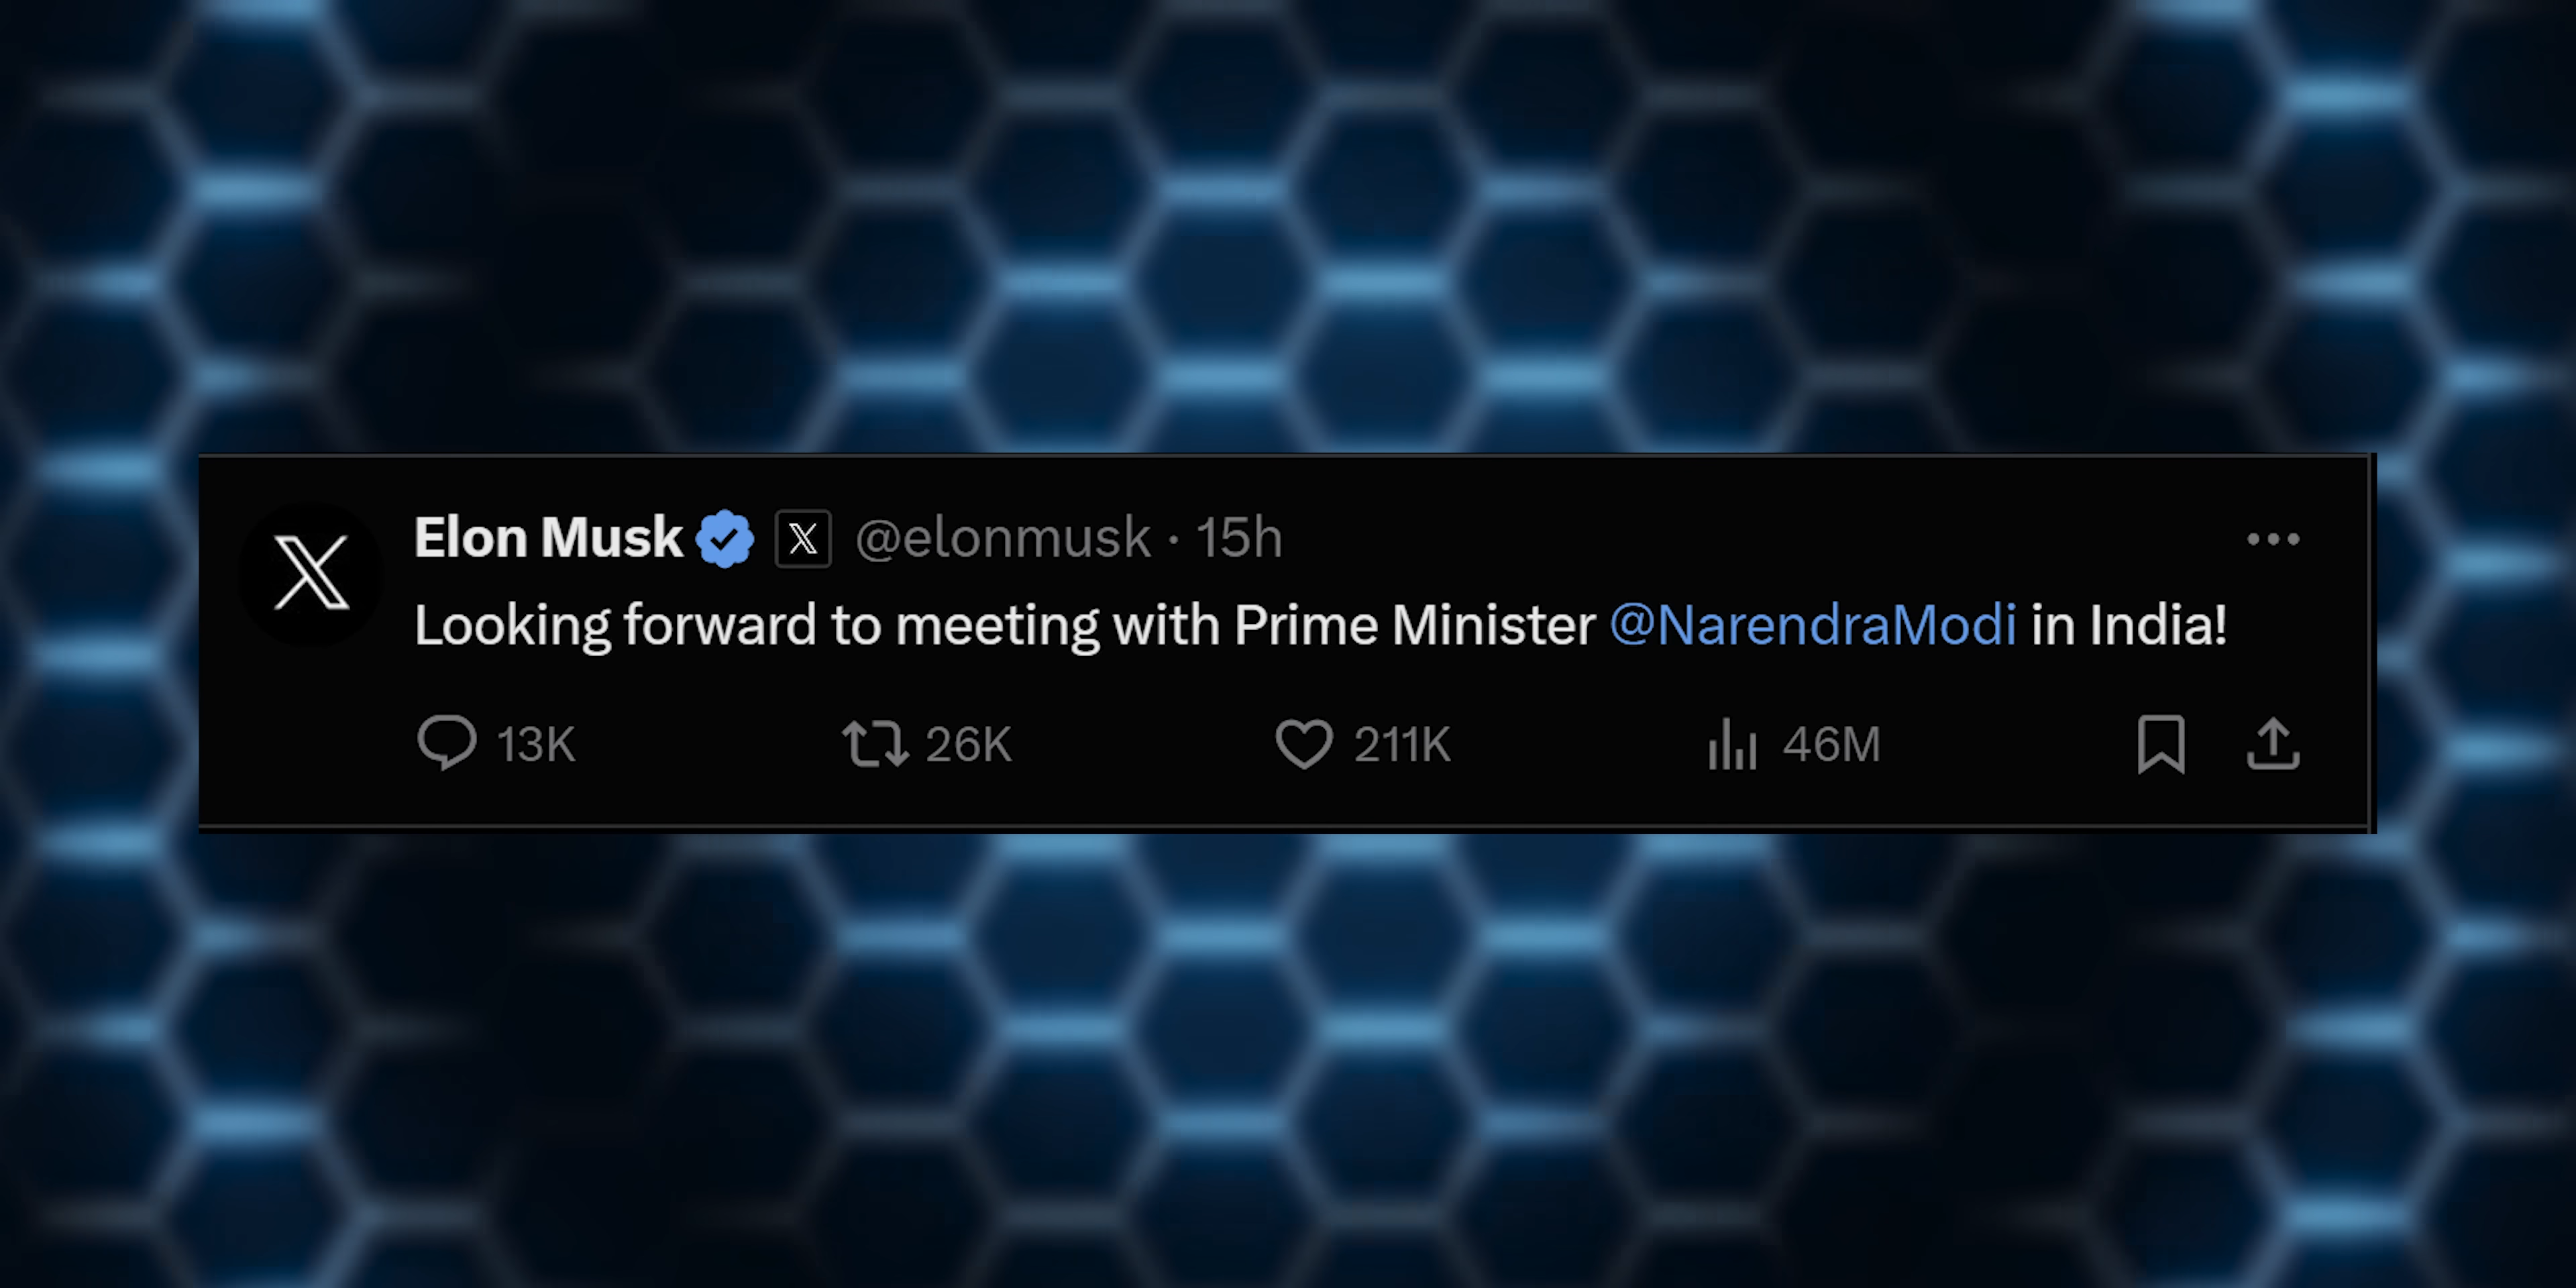 Elon Musk @elonmusk · 15h
Looking forward to meeting with Prime Minister @NarendraModi in India!
13K 26K 211K 46M